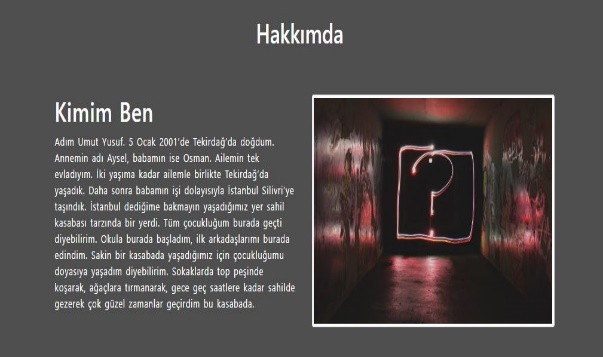 Hakkımda
Kimim Ben
Adım Umut Yusuf. 5 Ocak 2001'de Tekirdağ'da doğdum.
Annemin adı Aysel, babamın ise Osman. Ailemin tek
evladıyım. İki yaşıma kadar ailemle birlikte Tekirdağ'da
yaşadık. Daha sonra babamın işi dolayısıyla İstanbul Silivri'ye
taşındık. İstanbul dediğime bakmayın yaşadığımız yer sahil
kasabası tarzında bir yerdi. Tüm çocukluğum burada geçti
diyebilirim. Okula burada başladım, ilk arkadaşlarımı burada
edindim. Sakin bir kasabada yaşadığımız için çocukluğumu
doyasıya yaşadım diyebilirim. Sokaklarda top peşinde
koşarak, ağaçlara tırmanarak, gece geç saatlere kadar sahilde
gezerek çok güzel zamanlar geçirdim bu kasabada.
?